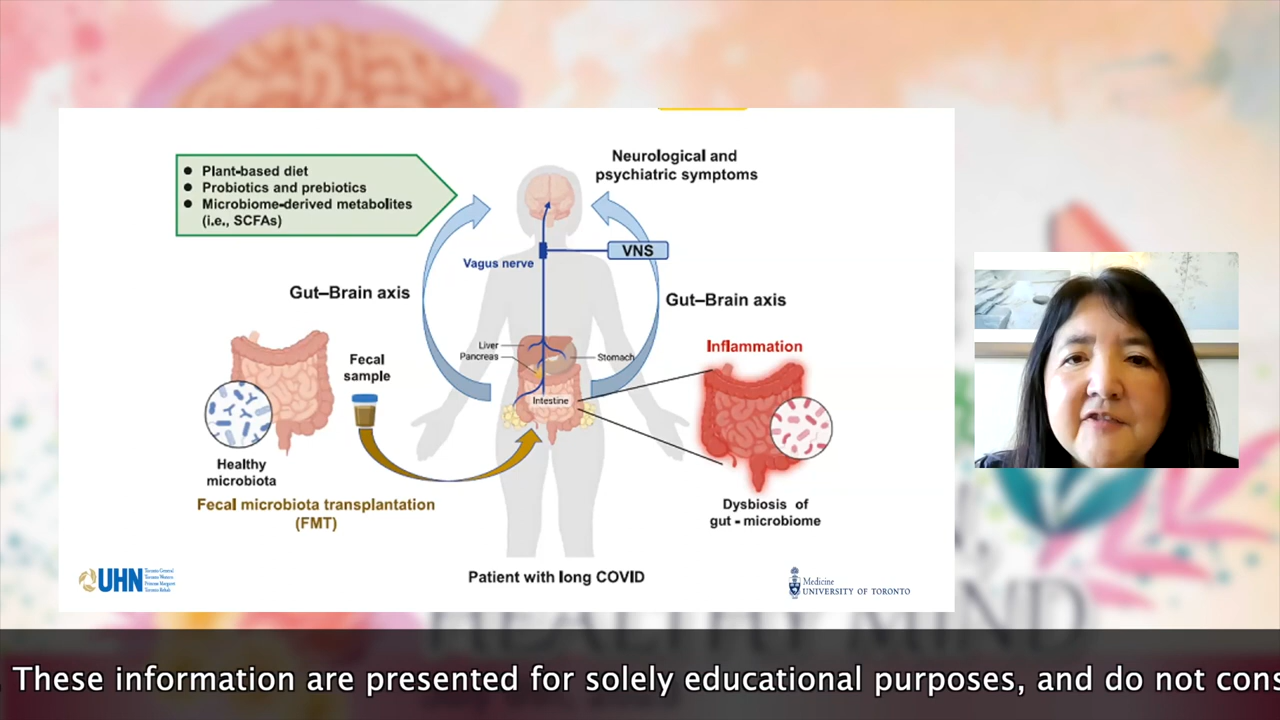 ● Plant-based diet
● Probiotics and prebiotics
● Microbiome-derived metabolites
(i.e., SCFAs)
Neurological and
psychiatric symptoms
Vagus nerve
VNS
Gut–Brain axis
Gut–Brain axis
Liver
Pancreas
Stomach
Intestine
Fecal
sample
Inflammation
Healthy
microbiota
Fecal microbiota transplantation
(FMT)
Dysbiosis of
gut - microbiome
Patient with long COVID
UHN
Toronto General
Toronto Western
Princess Margaret
Toronto Rehab
Medicine
UNIVERSITY OF TORONTO
HEALTHY MIND
These information are presented for solely educational purposes, and do not cons